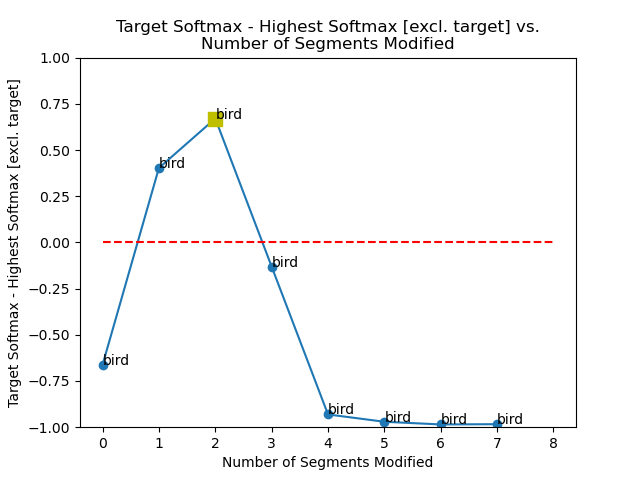 Target Softmax - Highest Softmax [excl. target] vs.
Number of Segments Modified
Target Softmax - Highest Softmax [excl. target]
1.00
0.75
0.50
0.25
0.00
−0.25
−0.50
−0.75
−1.00
bird
bird
bird
bird
bird
bird
bird
bird
0 1 2 3 4 5 6 7 8
Number of Segments Modified